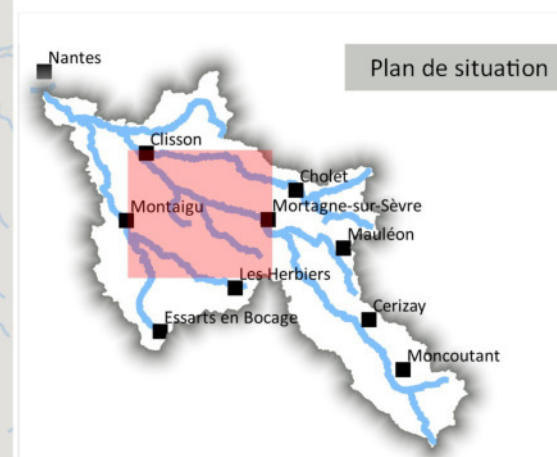 Nantes
Plan de situation
Clisson
Cholet
Montaigu
Mortagne-sur-Sèvre
Mauléon
Les Herbiers
Cerizay
Essarts en Bocage
Moncoutant